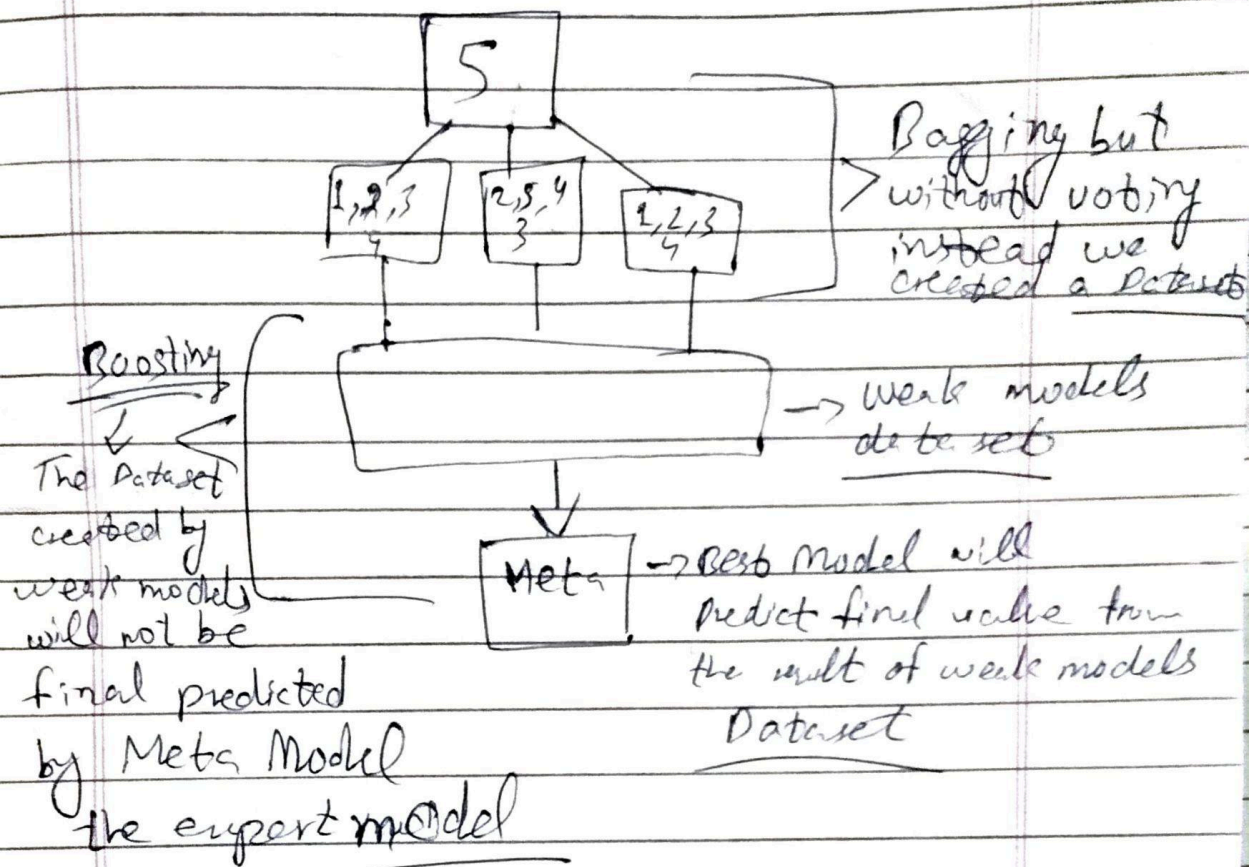 5
1,2,3
4
2,5,4
3
1,2,3
4
Bagging but
without voting
instead we
created a Dataset
Boosting
The Dataset
created by
weak models
will not be
final predicted
by Meta Model
the expert model
→ weak models
dataset
Meta
→ Best Model will
Predict final value from
the result of weak models
Dataset